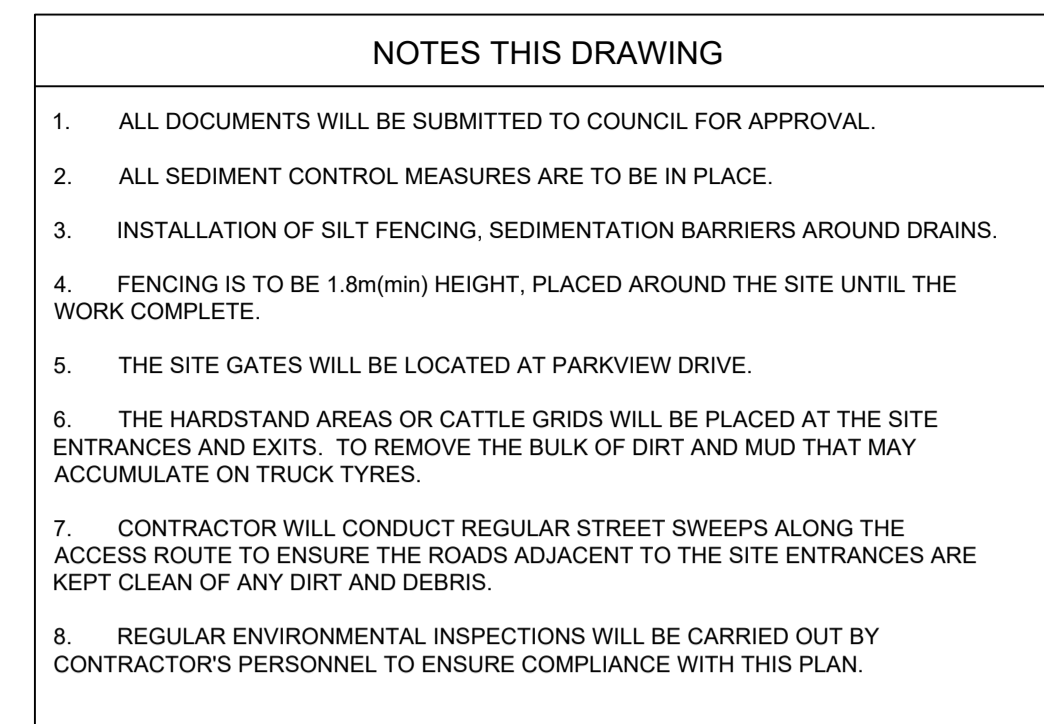 NOTES THIS DRAWING
1. ALL DOCUMENTS WILL BE SUBMITTED TO COUNCIL FOR APPROVAL.
2. ALL SEDIMENT CONTROL MEASURES ARE TO BE IN PLACE.
3. INSTALLATION OF SILT FENCING, SEDIMENTATION BARRIERS AROUND DRAINS.
4. FENCING IS TO BE 1.8m(min) HEIGHT, PLACED AROUND THE SITE UNTIL THE
WORK COMPLETE.
5. THE SITE GATES WILL BE LOCATED AT PARKVIEW DRIVE.
6. THE HARDSTAND AREAS OR CATTLE GRIDS WILL BE PLACED AT THE SITE
ENTRANCES AND EXITS. TO REMOVE THE BULK OF DIRT AND MUD THAT MAY
ACCUMULATE ON TRUCK TYRES.
7. CONTRACTOR WILL CONDUCT REGULAR STREET SWEEPS ALONG THE
ACCESS ROUTE TO ENSURE THE ROADS ADJACENT TO THE SITE ENTRANCES ARE
KEPT CLEAN OF ANY DIRT AND DEBRIS.
8. REGULAR ENVIRONMENTAL INSPECTIONS WILL BE CARRIED OUT BY
CONTRACTOR'S PERSONNEL TO ENSURE COMPLIANCE WITH THIS PLAN.